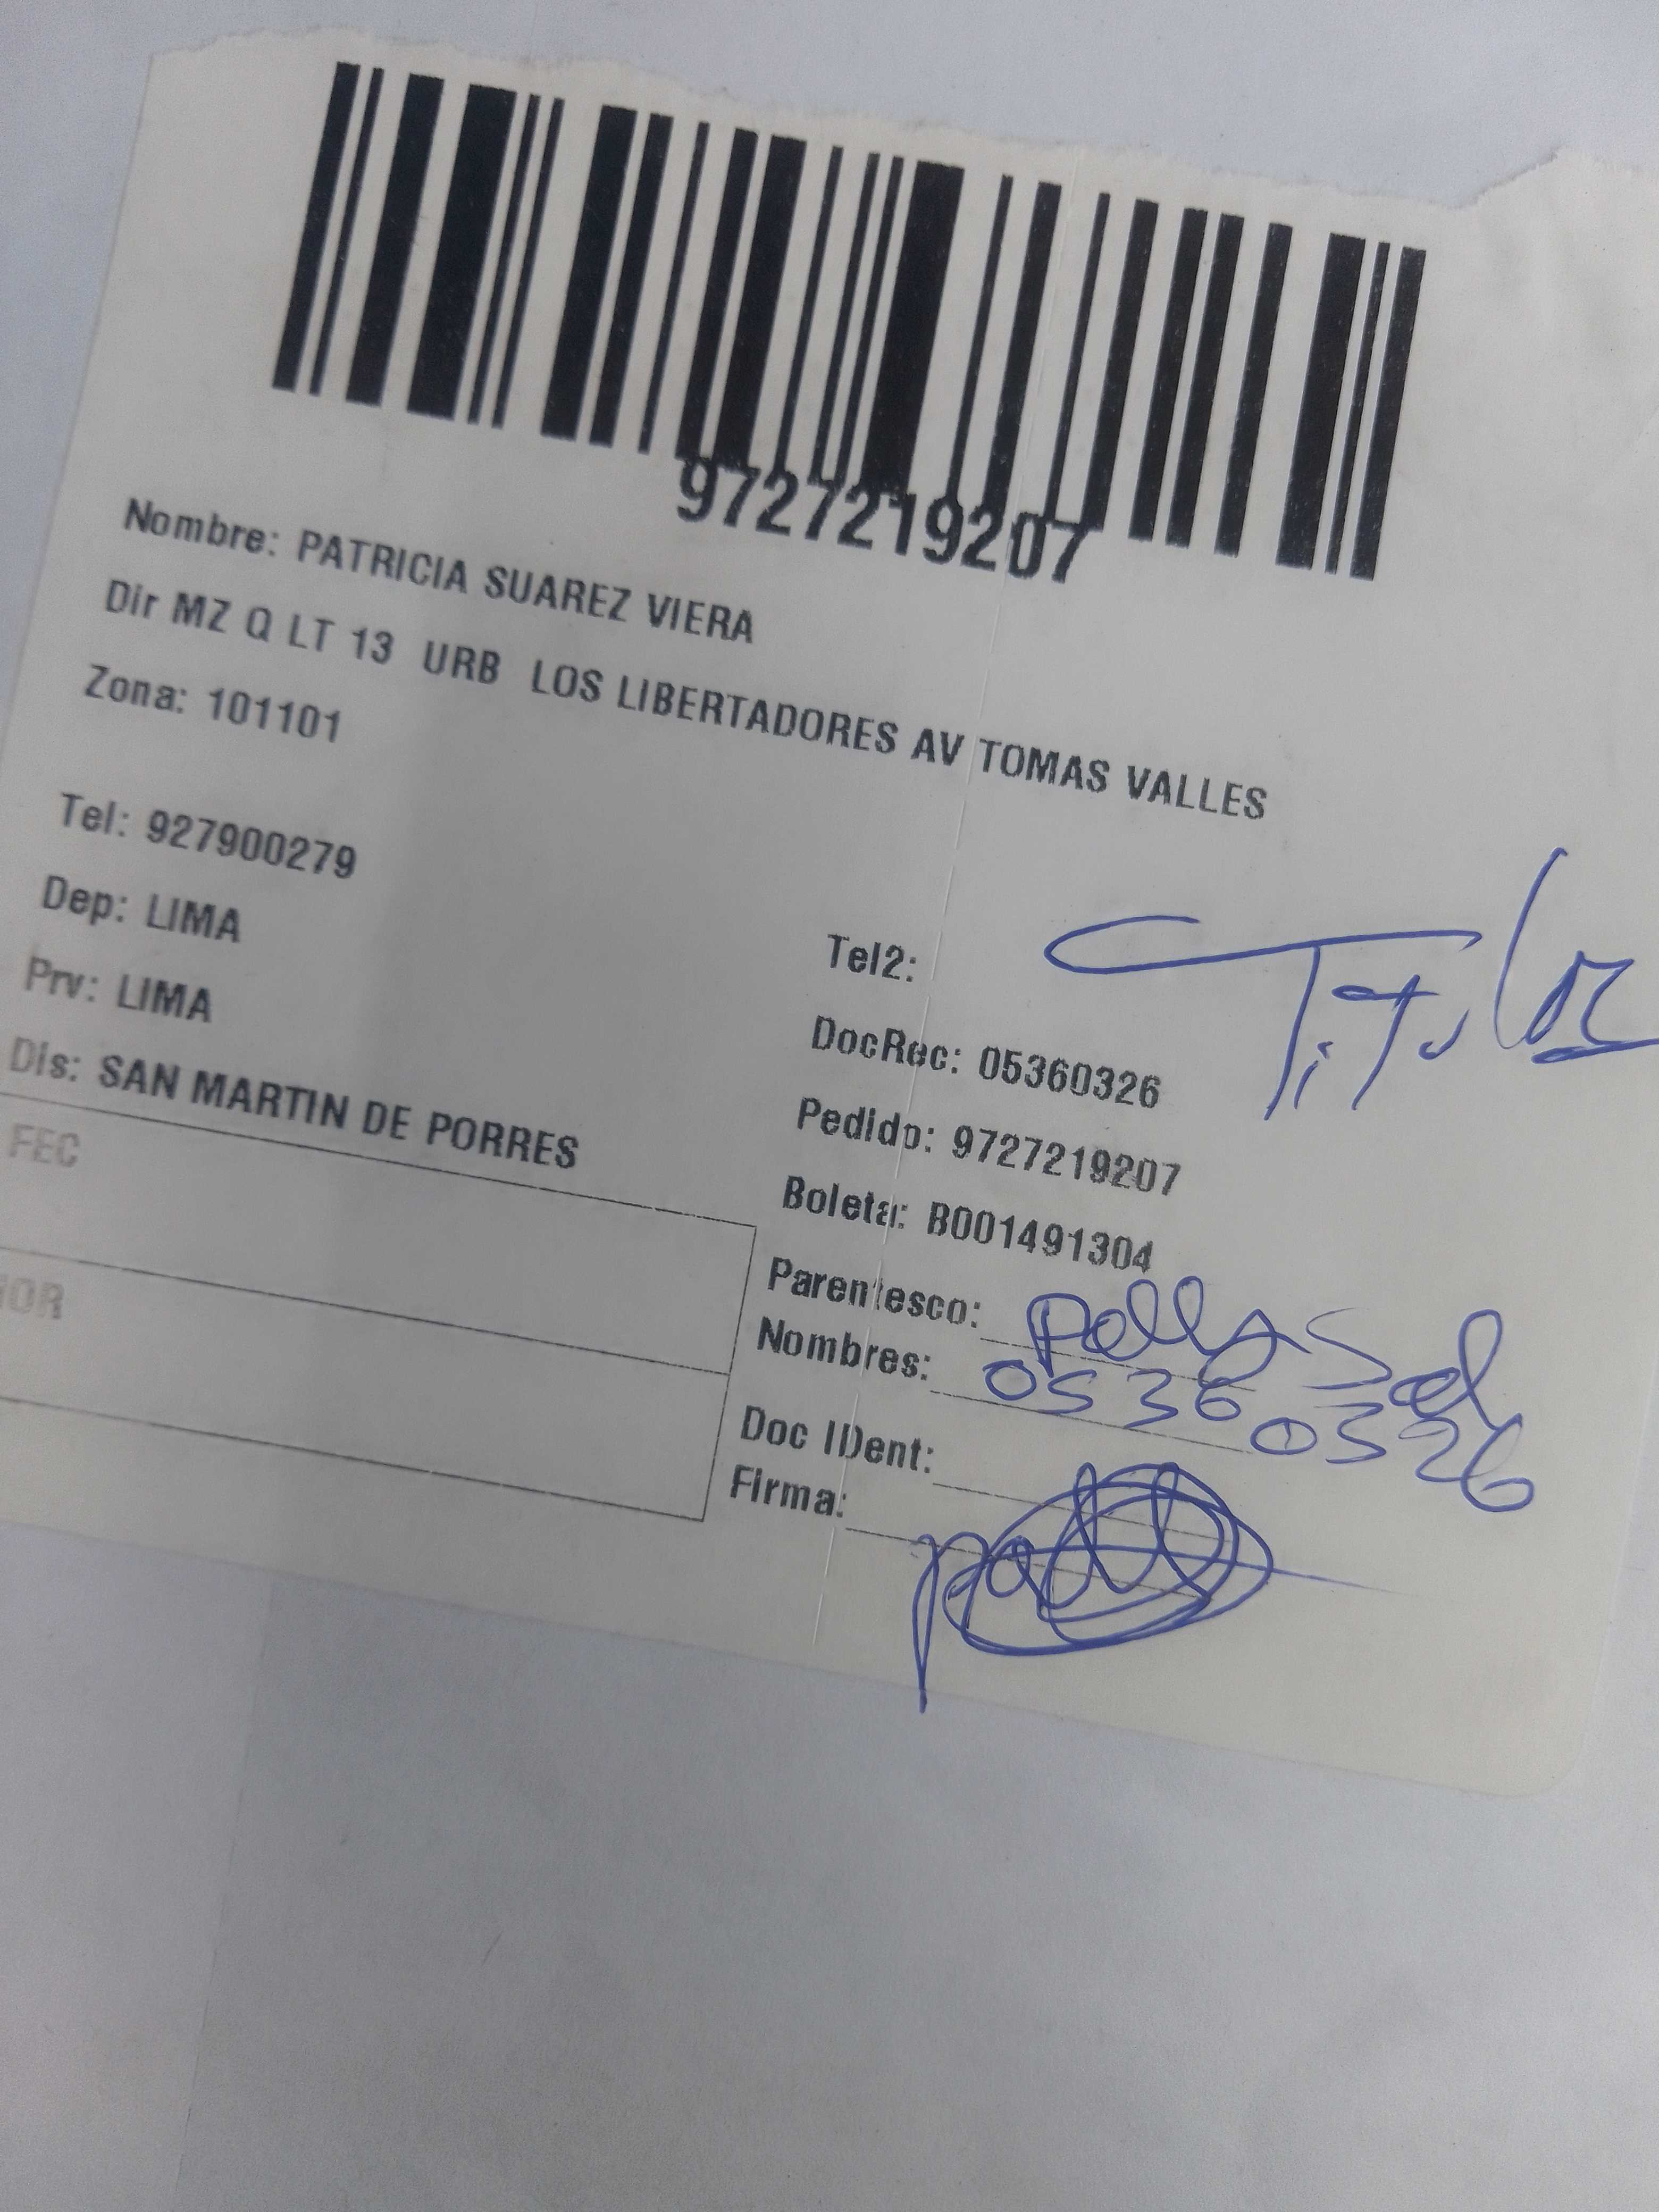 9727219207
Nombre: PATRICIA SUAREZ VIERA
Dir MZ Q LT 13 URB LOS LIBERTADORES AV TOMAS VALLES
Zona: 101101
Tel: 927900279
Tel2:
Titular
Dep: LIMA
DocRec: 05360326
Prv: LIMA
Pedido: 9727219207
Dis: SAN MARTIN DE PORRES
Boleta: B001491304
FEC
Parentesco:
Nombres: 05360326
Doc IDent:
Firma: